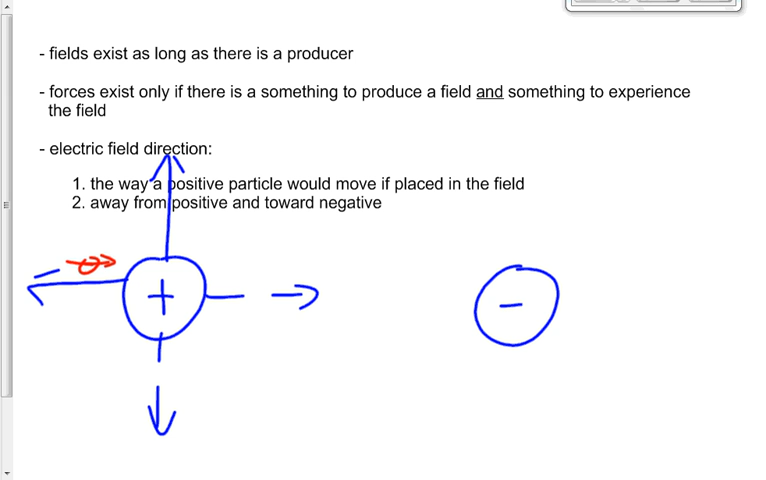 - fields exist as long as there is a producer
- forces exist only if there is a something to produce a field and something to experience
the field
- electric field direction:
1. the way a positive particle would move if placed in the field
2. away from positive and toward negative
+
-